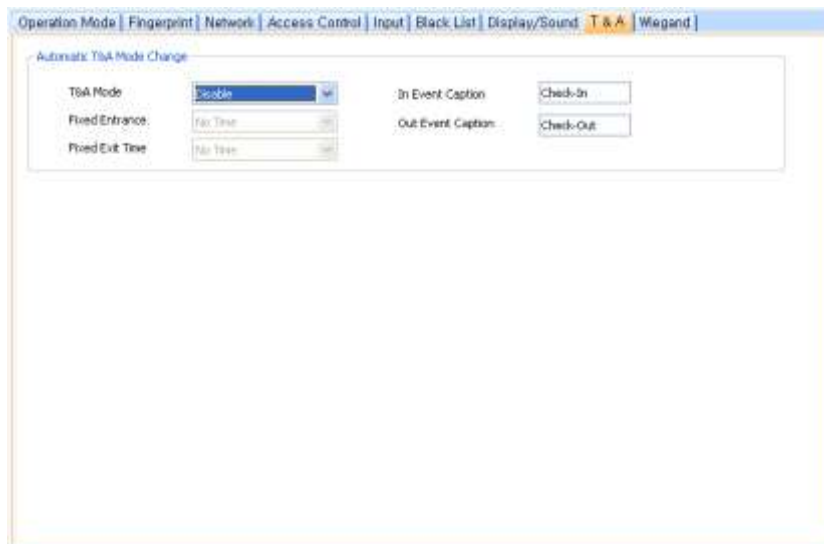 Operation Mode | Fingerprint | Network | Access Control | Input | Black List | Display/Sound | T & A | Wiegand
Automatic T&A Mode Change
T&A Mode Disable In Event Caption Check-In
Fixed Entrance No Time Out Event Caption Check-Out
Fixed Exit Time No Time